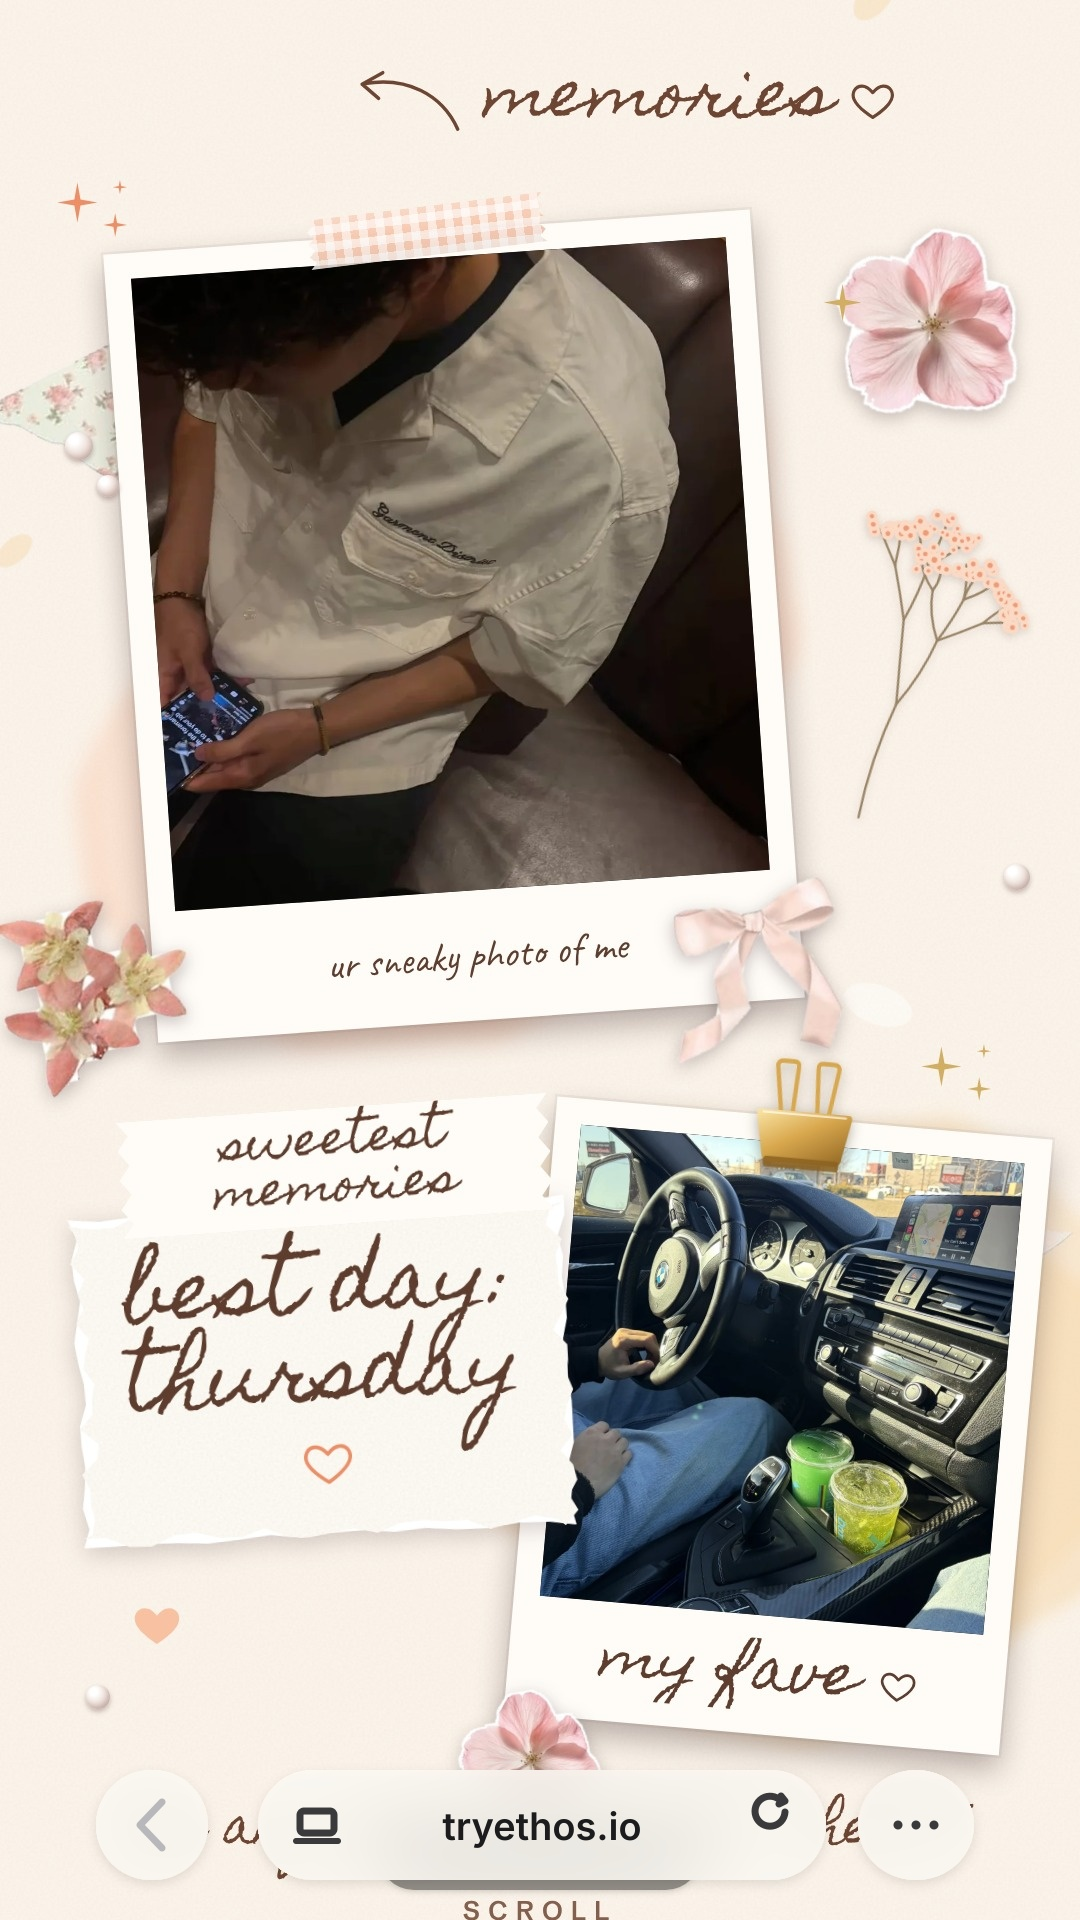 memories
ur sneaky photo of me
sweetest
memories
best day:
thursday
my fave
tryethos.io
SCROLL